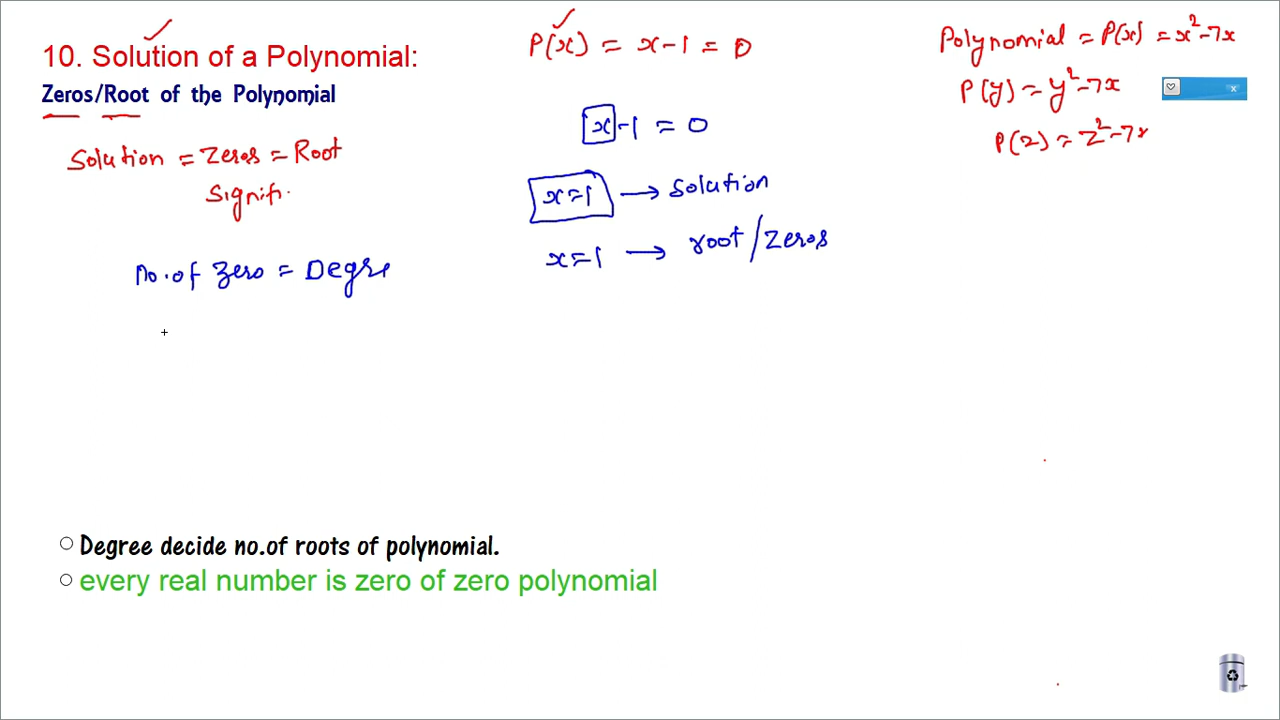 10. Solution of a Polynomial:
Zeros/Root of the Polynomial
Solution = Zeros = Root
Signifi
No. of Zero = Degre
P(x) = x-1 = 0
x-1 = 0
x=1 → Solution
x=1 → root/Zeros
Polynomial = P(x) = x²-7x
P(y) = y²-7x
P(z) = z²-7x
Degree decide no.of roots of polynomial.
every real number is zero of zero polynomial